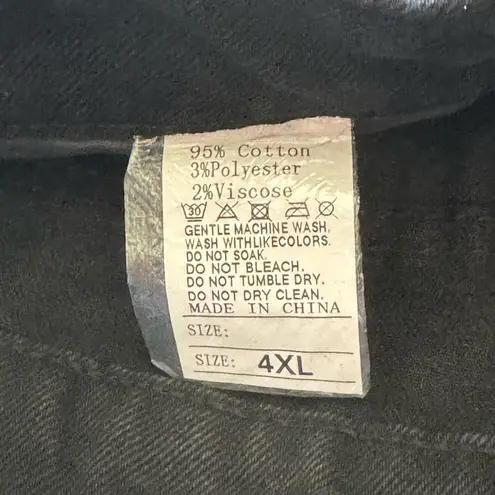 95% Cotton
3%Polyester
2%Viscose
30
GENTLE MACHINE WASH.
WASH WITHLIKECOLORS.
DO NOT SOAK.
DO NOT BLEACH.
DO NOT TUMBLE DRY.
DO NOT DRY CLEAN.
MADE IN CHINA
SIZE:
SIZE: 4XL